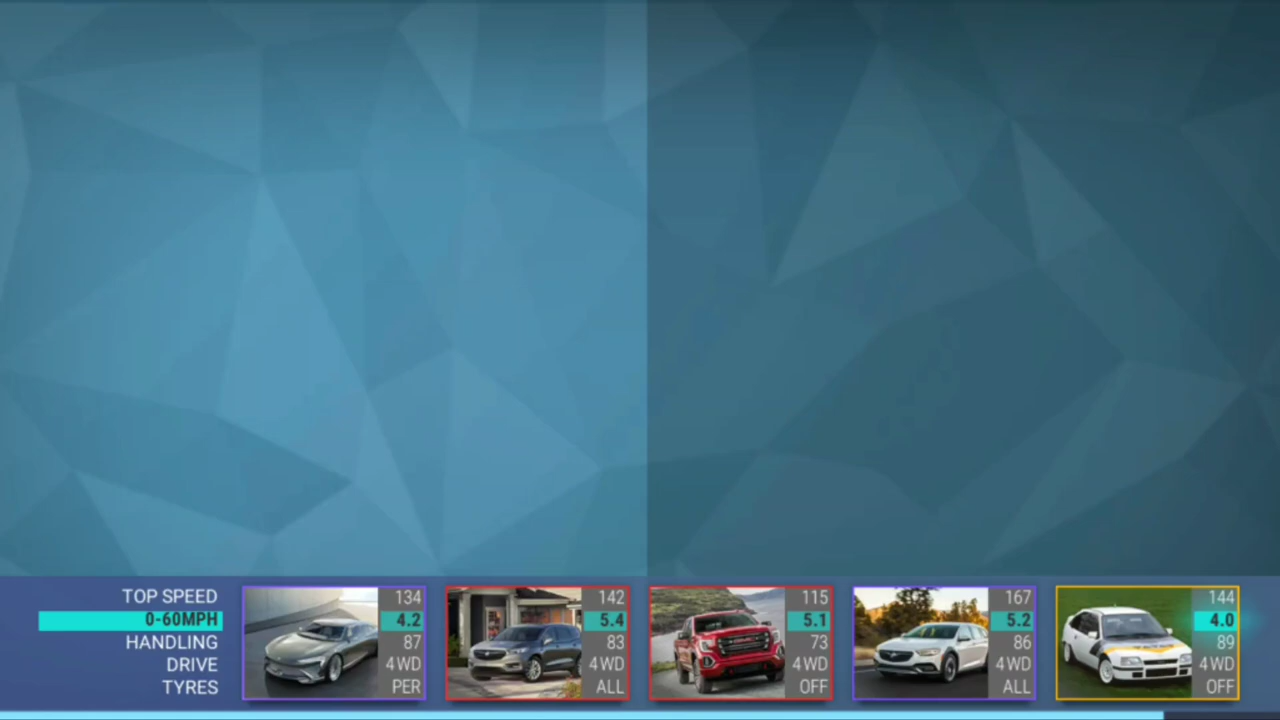 TOP SPEED 134 142 115 167 144
0-60MPH 4.2 5.4 5.1 5.2 4.0
HANDLING 87 83 73 86 89
DRIVE 4WD 4WD 4WD 4WD 4WD
TYRES PER ALL OFF ALL OFF